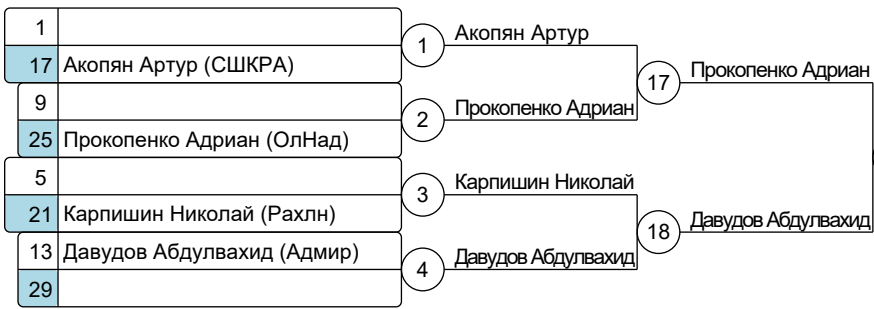 1
17 Акопян Артур (СШКРА)
9
25 Прокопенко Адриан (ОлНад)
5
21 Карпишин Николай (Рахлн)
13 Давудов Абдулвахид (Адмир)
29
1 Акопян Артур
2 Прокопенко Адриан
3 Карпишин Николай
4 Давудов Абдулвахид
17 Прокопенко Адриан
18 Давудов Абдулвахид